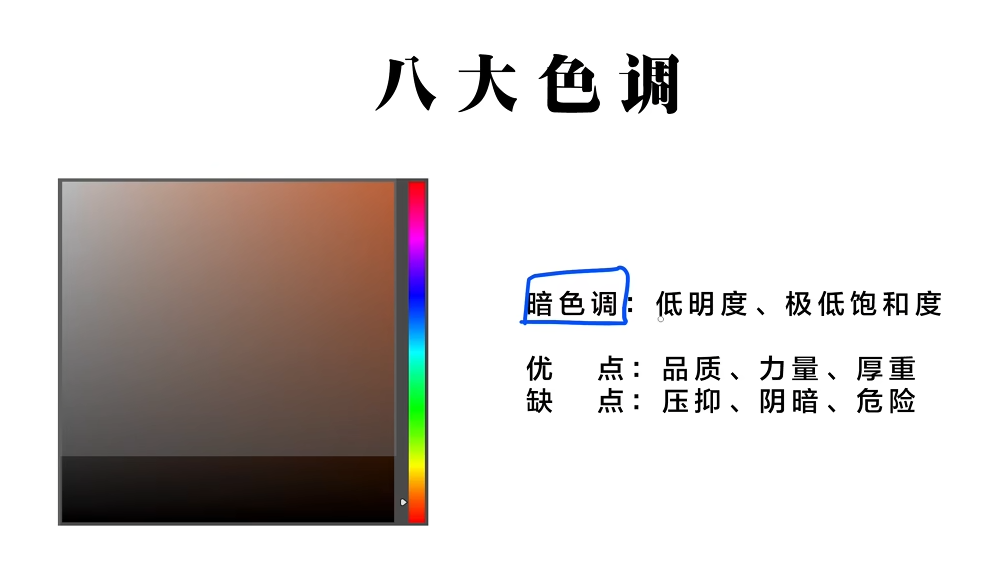 八大色调
暗色调：低明度、极低饱和度
优 点：品质、力量、厚重
缺 点：压抑、阴暗、危险